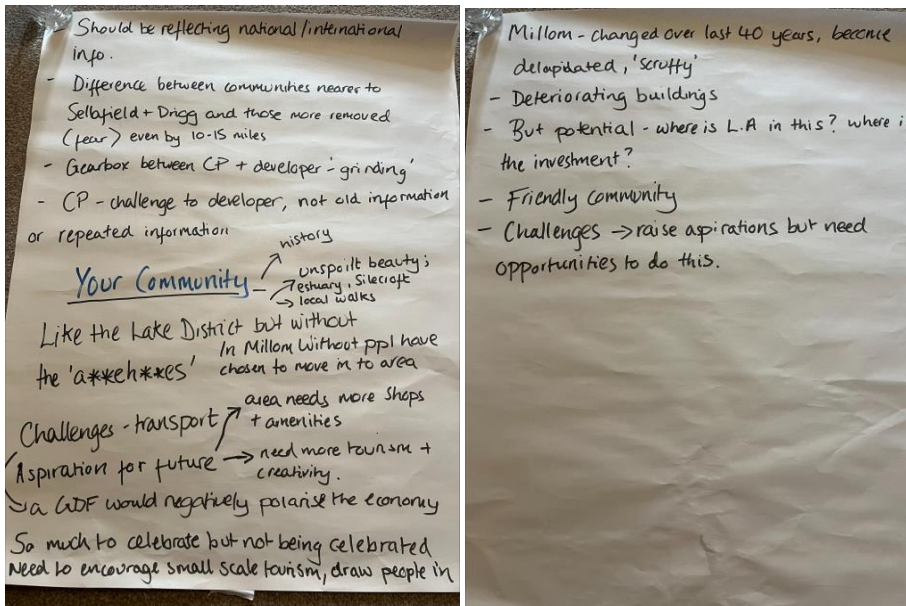 - Should be reflecting national/international
info.
- Difference between communities nearer to
Sellafield + Drigg and those more removed
(fear) even by 10-15 miles
- Gearbox between CP + developer - 'grinding'
- CP - challenge to developer, not old information
or repeated information
Your Community
→ history
→ unspoilt beauty;
estuary, Silecroft
→ local walks
Like the Lake District but without
the 'a**eh**es'
In Millom Without ppl have
chosen to move in to area
Challenges - transport
Aspiration for future
→ area needs more shops
+ amenities
→ need more tourism +
creativity.
→ a GDF would negatively polarise the economy
So much to celebrate but not being celebrated
Need to encourage small scale tourism, draw people in
Millom - changed over last 40 years, become
delapidated, 'scruffy'
- Deteriorating buildings
- But potential - where is L.A in this? where i
the investment?
- Friendly community
- Challenges → raise aspirations but need
opportunities to do this.